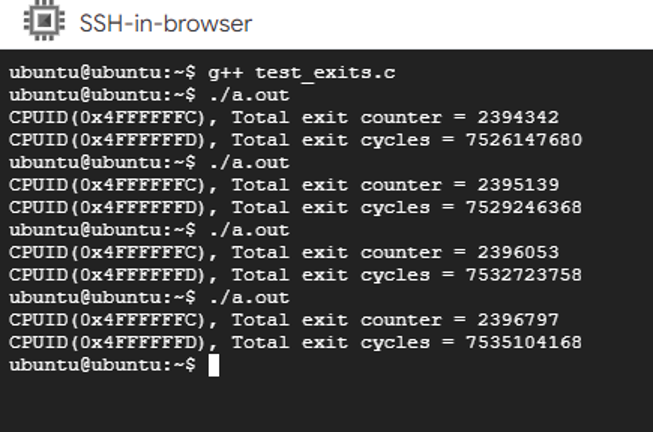 SSH-in-browser
ubuntu@ubuntu:~$ g++ test_exits.c
ubuntu@ubuntu:~$ ./a.out
CPUID(0x4FFFFFFC), Total exit counter = 2394342
CPUID(0x4FFFFFFD), Total exit cycles = 7526147680
ubuntu@ubuntu:~$ ./a.out
CPUID(0x4FFFFFFC), Total exit counter = 2395139
CPUID(0x4FFFFFFD), Total exit cycles = 7529246368
ubuntu@ubuntu:~$ ./a.out
CPUID(0x4FFFFFFC), Total exit counter = 2396053
CPUID(0x4FFFFFFD), Total exit cycles = 7532723758
ubuntu@ubuntu:~$ ./a.out
CPUID(0x4FFFFFFC), Total exit counter = 2396797
CPUID(0x4FFFFFFD), Total exit cycles = 7535104168
ubuntu@ubuntu:~$